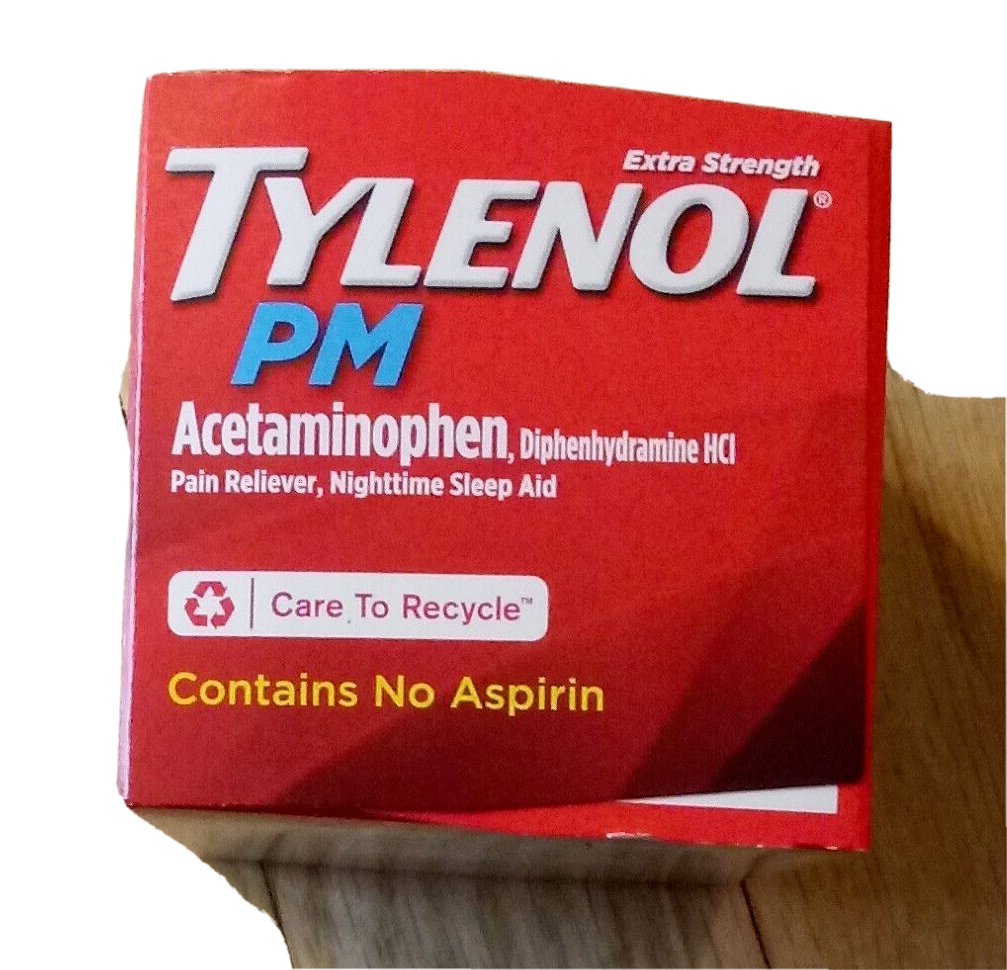 Extra Strength
TYLENOL®
PM
Acetaminophen, Diphenhydramine HCl
Pain Reliever, Nighttime Sleep Aid
Care To Recycle™
Contains No Aspirin